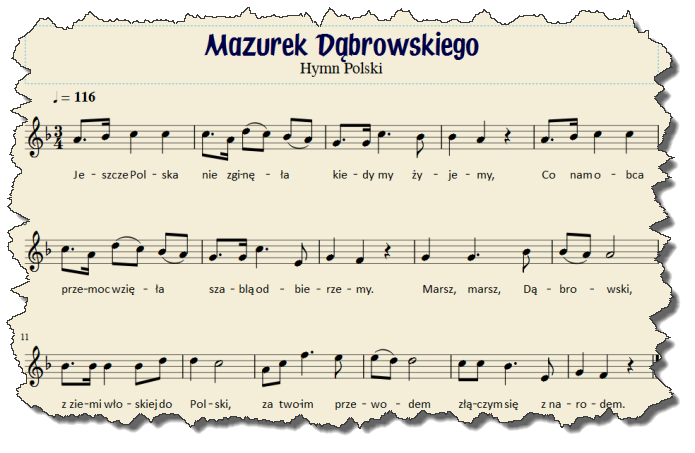 Mazurek Dąbrowskiego
Hymn Polski
♩ = 116
3
4
Je - szcze Pol - ska nie zgi-nę - ła kie - dy my ży - je - my, Co nam o - bca
prze-moc wzię - ła sza - blą od - bie - rze - my. Marsz, marsz, Dą - bro - wski,
11
z zie-mi wło - skiej do Pol - ski, za two-im prze - wo - dem złą-czym się z na - ro - dem.